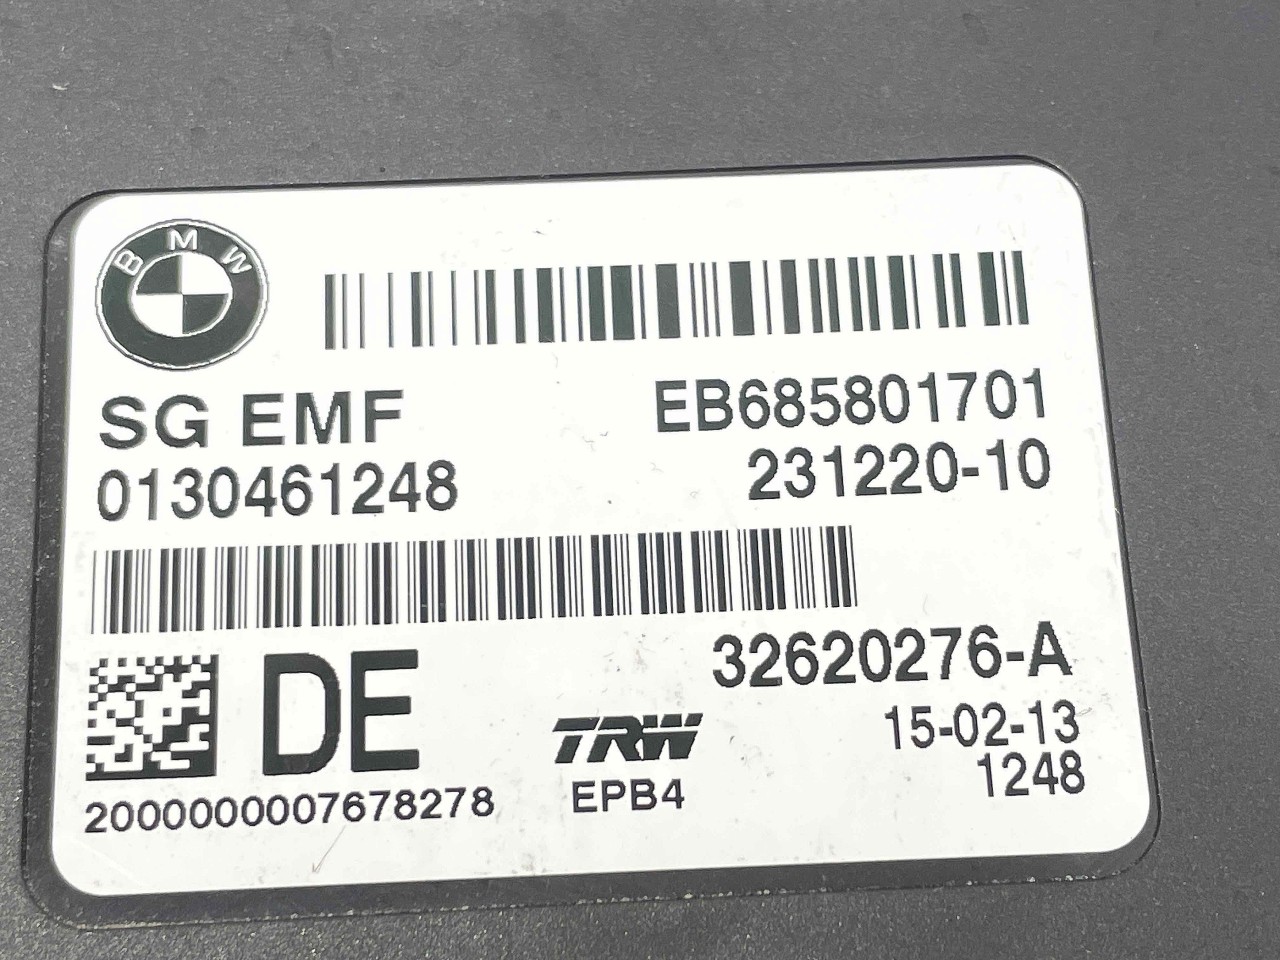 BMW
SG EMF
EB685801701
0130461248
231220-10
32620276-A
DE
TRW
15-02-13
EPB4
1248
2000000007678278